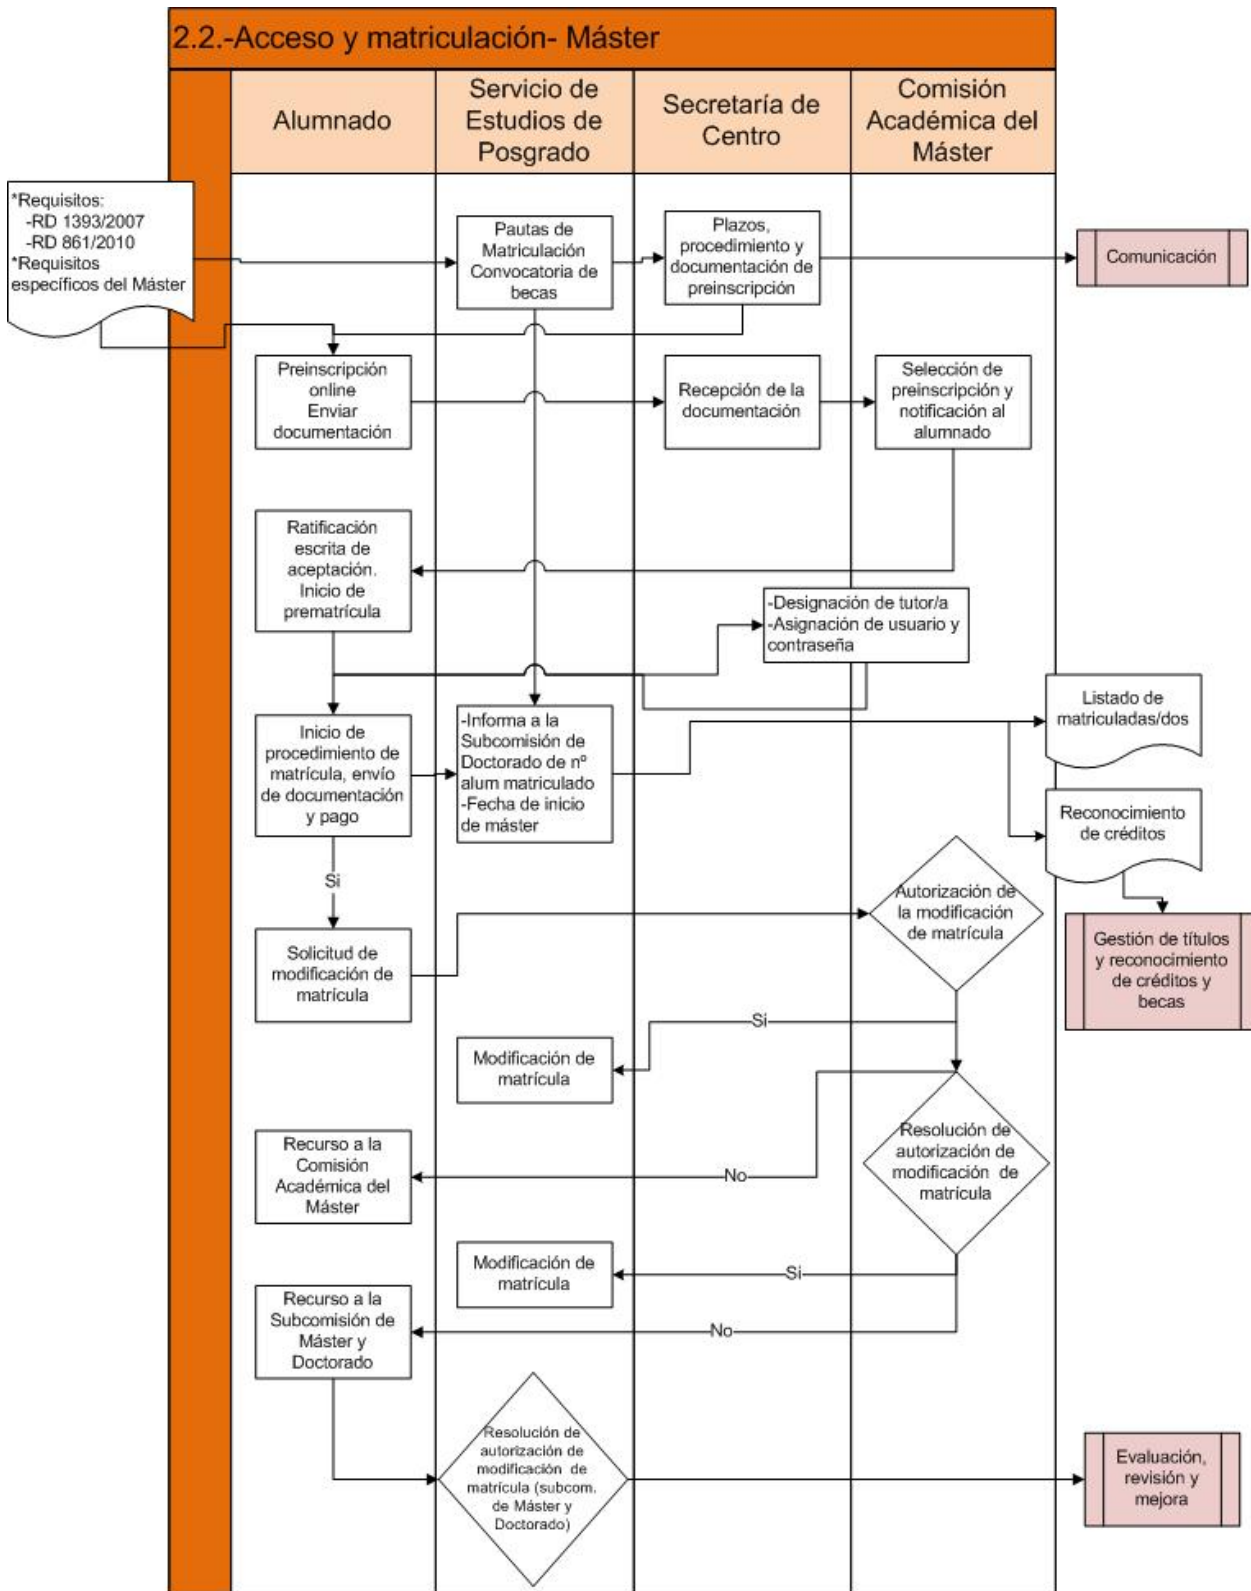 2.2.-Acceso y matriculación- Máster
Alumnado
Servicio de
Estudios de
Posgrado
Secretaría de
Centro
Comisión
Académica del
Máster
*Requisitos:
-RD 1393/2007
-RD 861/2010
*Requisitos
específicos del Máster
Pautas de
Matriculación
Convocatoria de
becas
Plazos,
procedimiento y
documentación de
preinscripción
Comunicación
Preinscripción
online
Enviar
documentación
Recepción de la
documentación
Selección de
preinscripción y
notificación al
alumnado
Ratificación
escrita de
aceptación.
Inicio de
prematrícula
-Designación de tutor/a
-Asignación de usuario y
contraseña
Inicio de
procedimiento de
matrícula, envío
de documentación
y pago
-Informa a la
Subcomisión de
Doctorado de nº
alum matriculado
-Fecha de inicio
de máster
Listado de
matriculadas/dos
Reconocimiento
de créditos
Si
Autorización de
la modificación
de matrícula
Gestión de títulos
y reconocimiento
de créditos y
becas
Solicitud de
modificación de
matrícula
Si
Modificación de
matrícula
Resolución de
autorización de
modificación de
matrícula
Recurso a la
Comisión
Académica del
Máster
No
Modificación de
matrícula
Si
Recurso a la
Subcomisión de
Máster y
Doctorado
No
Resolución de
autorización de
modificación de
matrícula (subcom.
de Máster y
Doctorado)
Evaluación,
revisión y
mejora